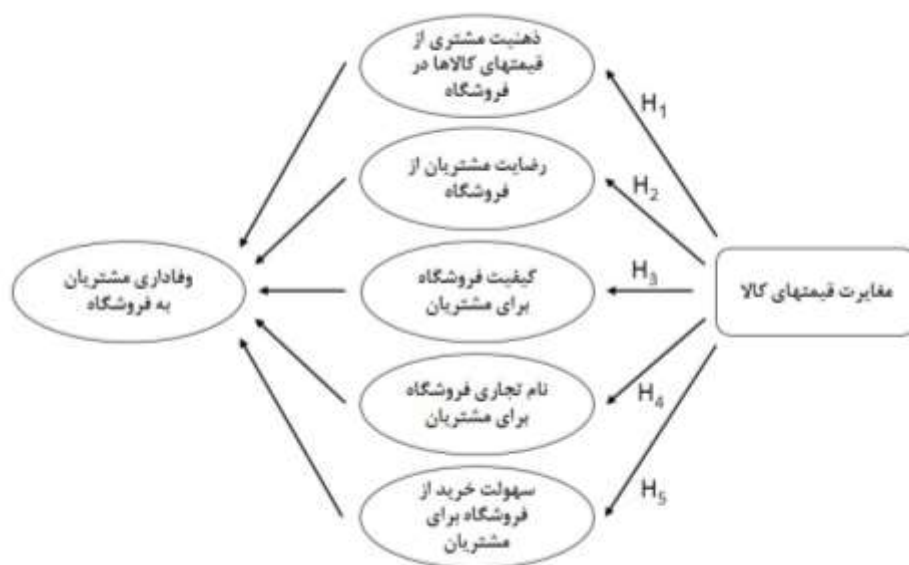 ذهنیت مشتری از
قیمتهای کالاها در
فروشگاه
H1
رضایت مشتریان از
فروشگاه
H2
مغایرت قیمتهای کالا
H3
کیفیت فروشگاه
برای مشتریان
وفاداری مشتریان
به فروشگاه
H4
نام تجاری فروشگاه
برای مشتریان
H5
سهولت خرید از
فروشگاه برای
مشتریان